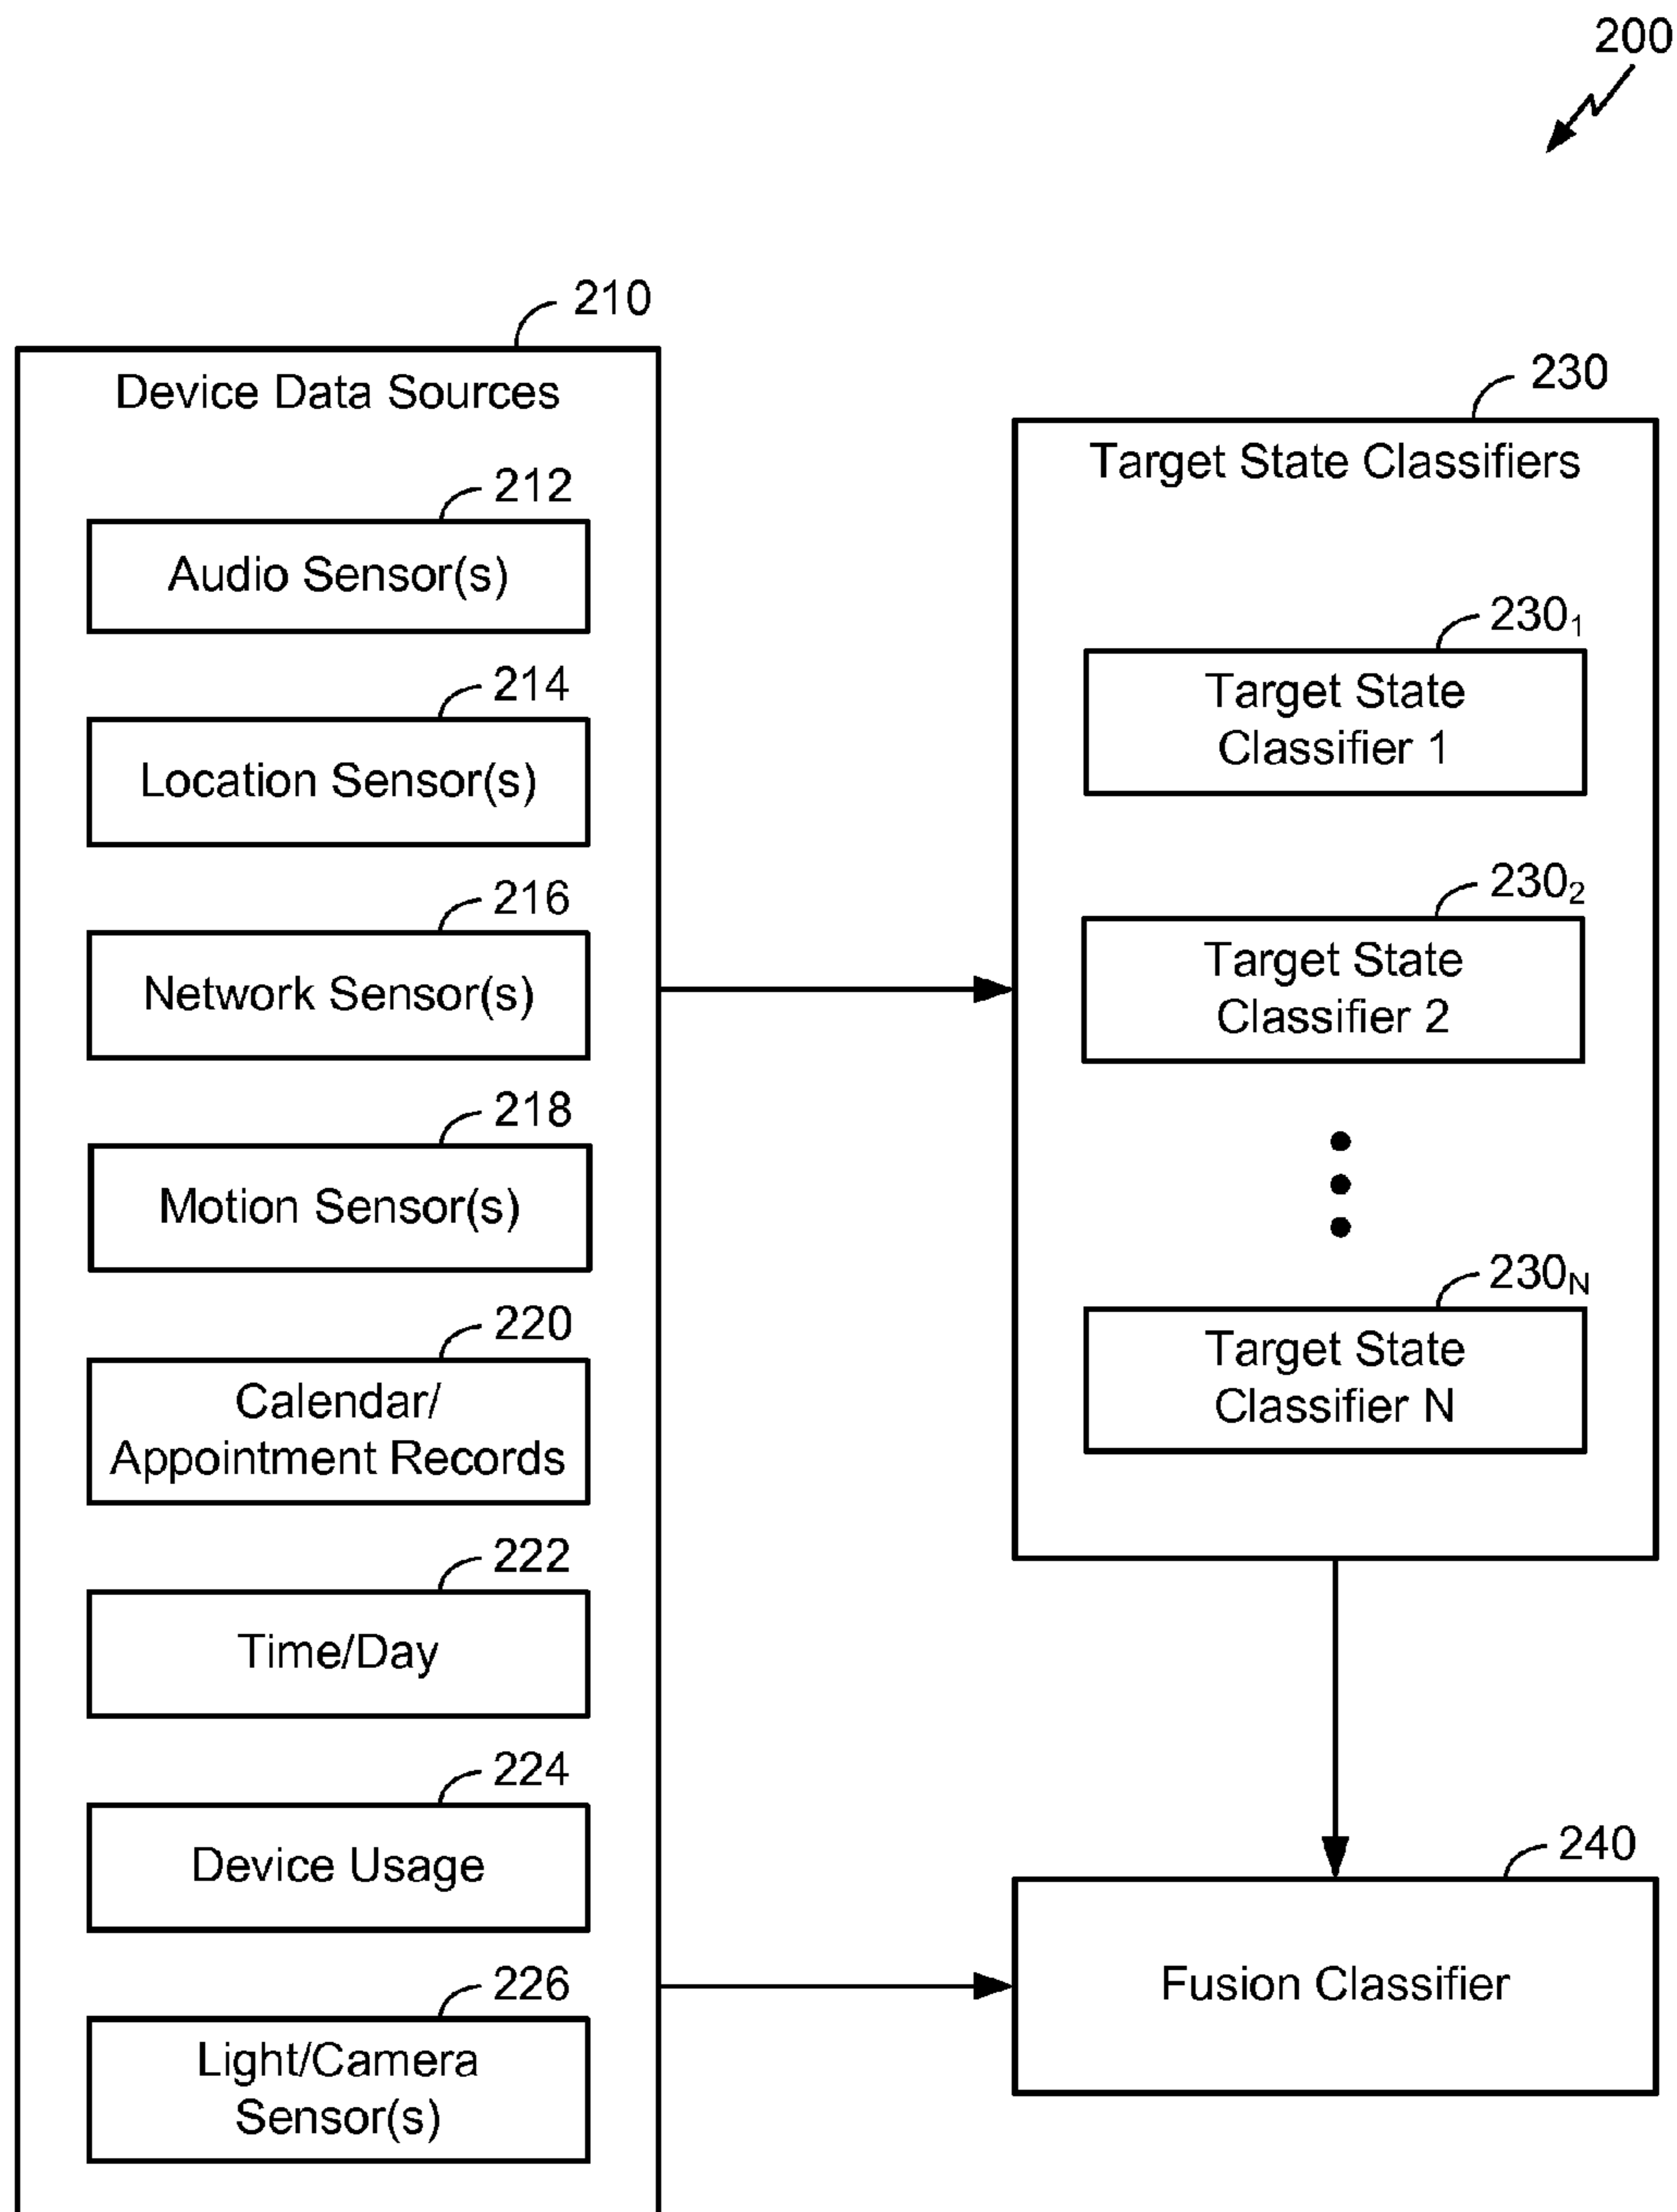 200
210
Device Data Sources
212
Audio Sensor(s)
214
Location Sensor(s)
216
Network Sensor(s)
218
Motion Sensor(s)
220
Calendar/
Appointment Records
222
Time/Day
224
Device Usage
226
Light/Camera
Sensor(s)
230
Target State Classifiers
230₁
Target State
Classifier 1
230₂
Target State
Classifier 2
230_N
Target State
Classifier N
240
Fusion Classifier